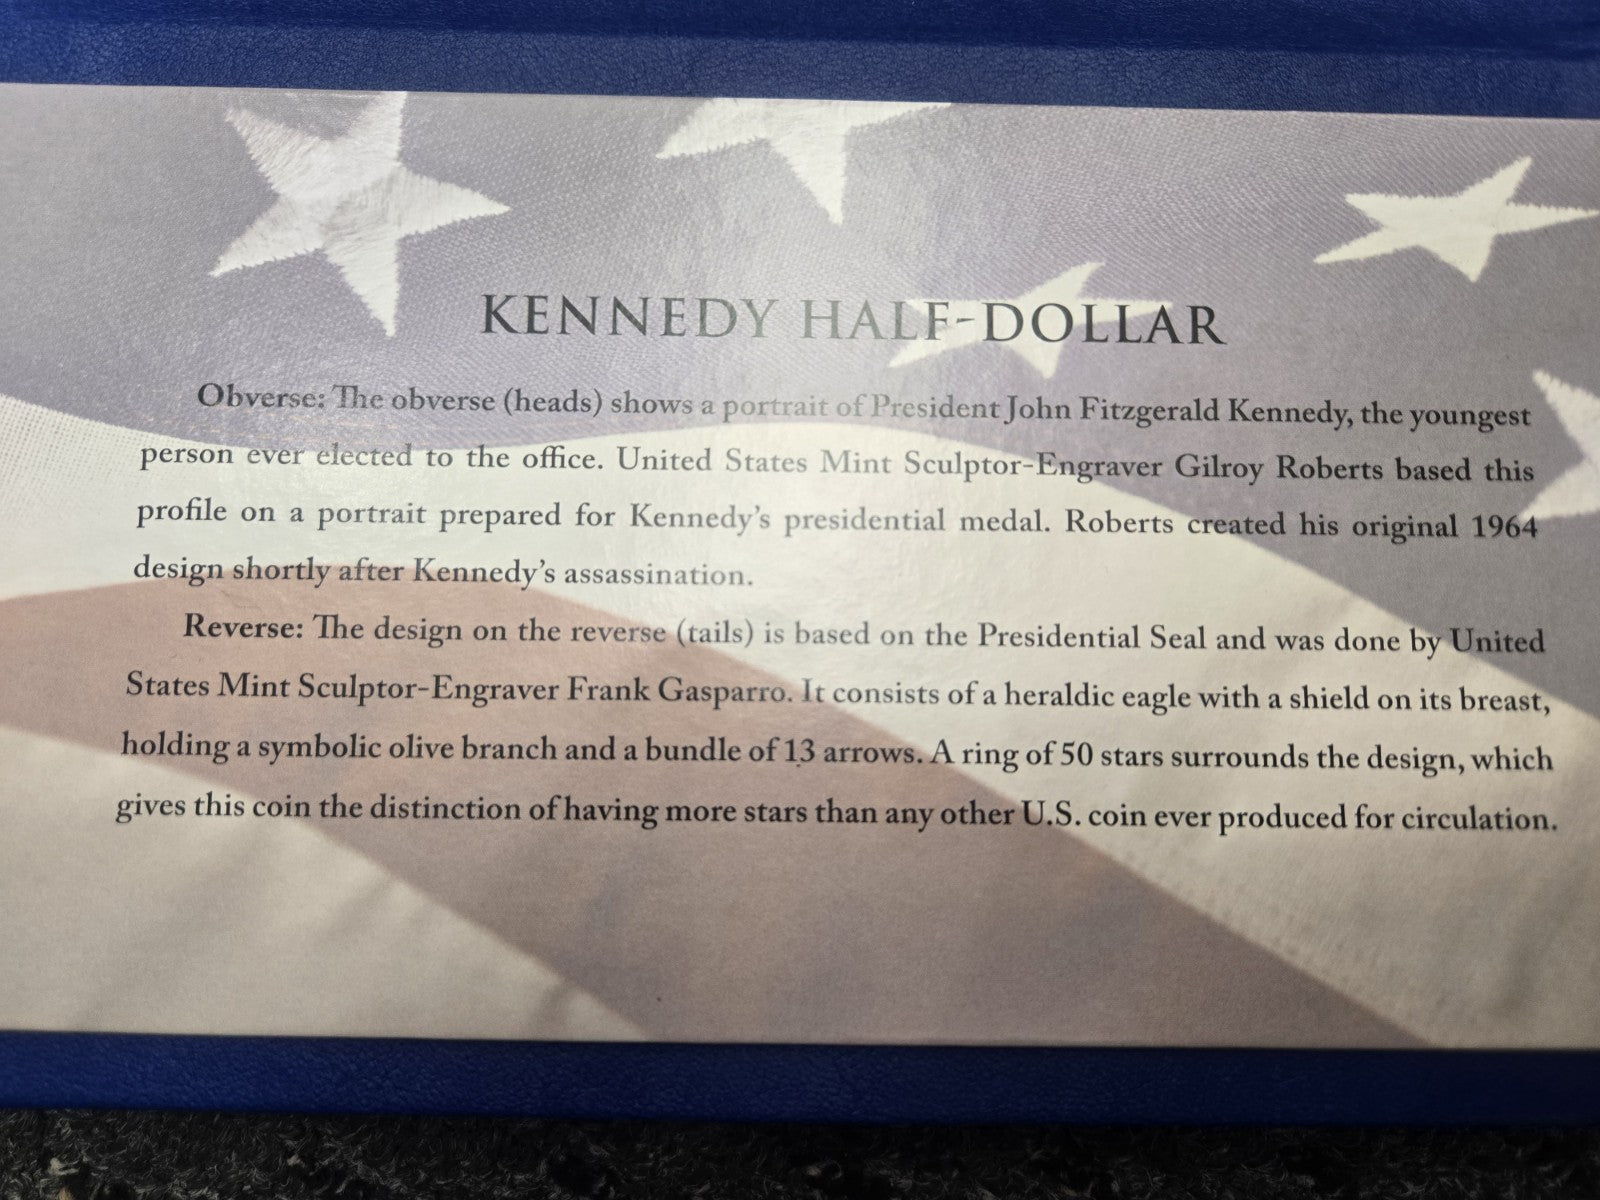 KENNEDY HALF-DOLLAR
Obverse: The obverse (heads) shows a portrait of President John Fitzgerald Kennedy, the youngest
person ever elected to the office. United States Mint Sculptor-Engraver Gilroy Roberts based this
profile on a portrait prepared for Kennedy's presidential medal. Roberts created his original 1964
design shortly after Kennedy's assassination.
Reverse: The design on the reverse (tails) is based on the Presidential Seal and was done by United
States Mint Sculptor-Engraver Frank Gasparro. It consists of a heraldic eagle with a shield on its breast,
holding a symbolic olive branch and a bundle of 13 arrows. A ring of 50 stars surrounds the design, which
gives this coin the distinction of having more stars than any other U.S. coin ever produced for circulation.